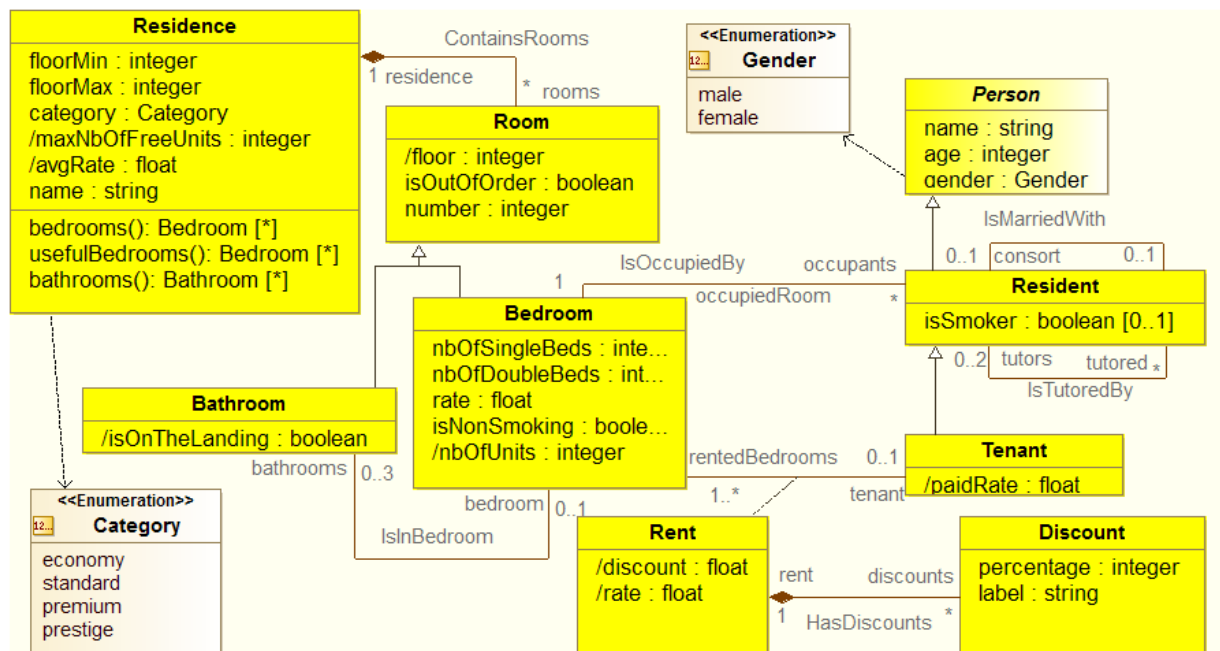 Residence
floorMin : integer
floorMax : integer
category : Category
/maxNbOfFreeUnits : integer
/avgRate : float
name : string
bedrooms(): Bedroom [*]
usefulBedrooms(): Bedroom [*]
bathrooms(): Bathroom [*]
ContainsRooms
1 residence
* rooms
<<Enumeration>>
12...
Gender
male
female
Person
name : string
age : integer
gender : Gender
Room
/floor : integer
isOutOfOrder : boolean
number : integer
IsMarriedWith
0..1 consort 0..1
IsOccupiedBy
occupants
1
occupiedRoom
*
Resident
isSmoker : boolean [0..1]
0..2 tutors tutored *
IsTutoredBy
Bedroom
nbOfSingleBeds : inte...
nbOfDoubleBeds : int...
rate : float
isNonSmoking : boole...
/nbOfUnits : integer
Bathroom
/isOnTheLanding : boolean
bathrooms 0..3
bedroom 0..1
IsInBedroom
rentedBedrooms 0..1
1..* tenant
Tenant
/paidRate : float
<<Enumeration>>
12...
Category
economy
standard
premium
prestige
Rent
/discount : float
/rate : float
rent discounts
1 HasDiscounts *
Discount
percentage : integer
label : string